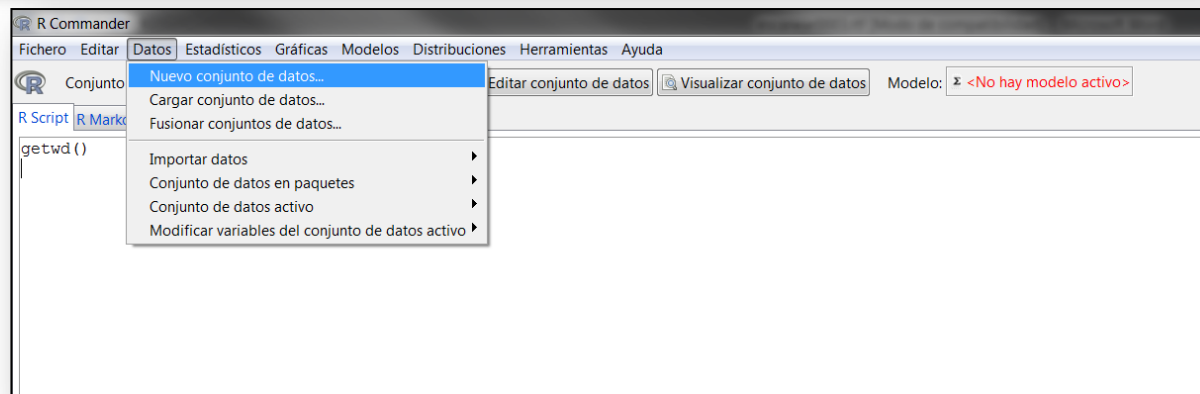 R Commander
Fichero Editar Datos Estadísticos Gráficas Modelos Distribuciones Herramientas Ayuda
Conjunto Editar conjunto de datos Visualizar conjunto de datos Modelo: Σ <No hay modelo activo>
Nuevo conjunto de datos...
Cargar conjunto de datos...
Fusionar conjuntos de datos...
Importar datos
Conjunto de datos en paquetes
Conjunto de datos activo
Modificar variables del conjunto de datos activo
R Script R Markd
getwd()